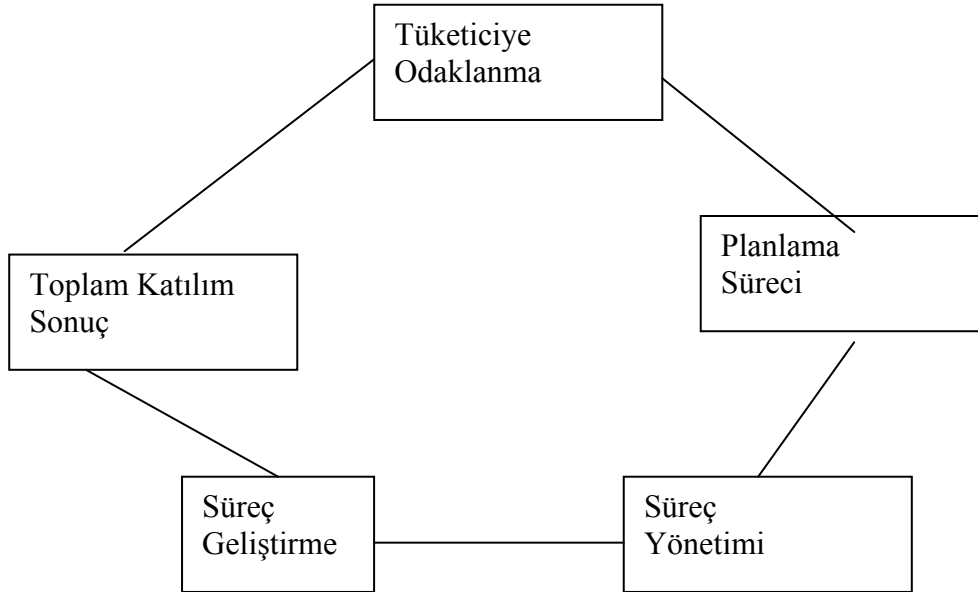 Tüketiciye
Odaklanma
Planlama
Süreci
Toplam Katılım
Sonuç
Süreç
Geliştirme
Süreç
Yönetimi